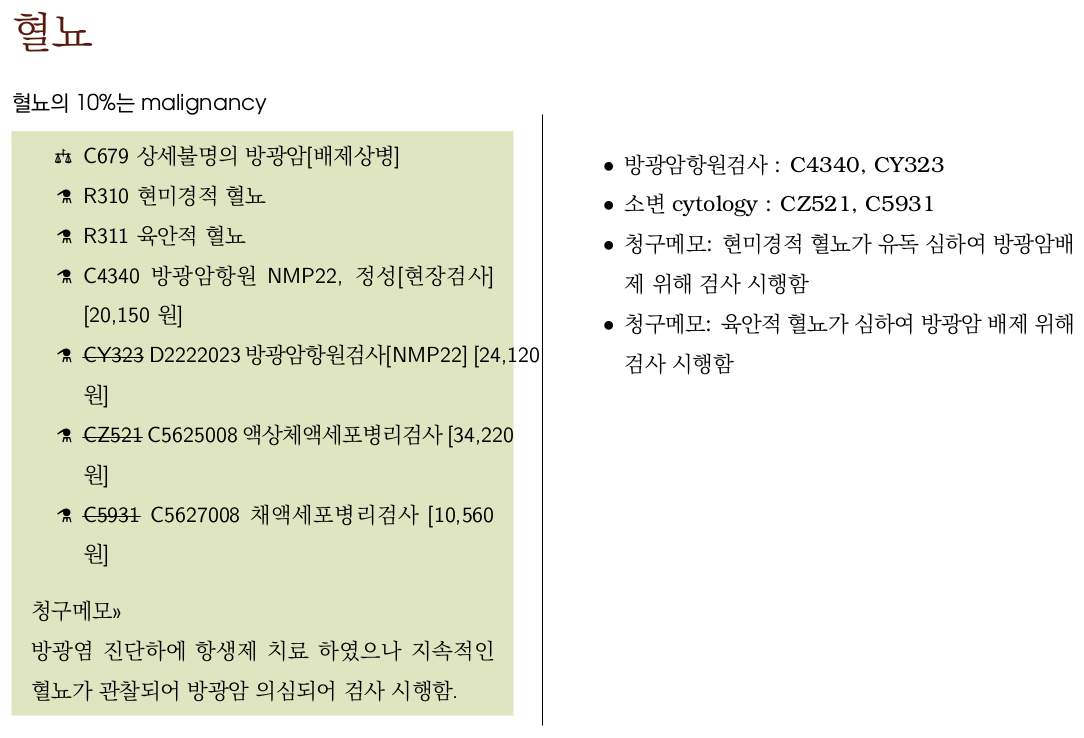 혈뇨
혈뇨의 10%는 malignancy
C679 상세불명의 방광암[배제상병]
R310 현미경적 혈뇨
R311 육안적 혈뇨
C4340 방광암항원 NMP22, 정성[현장검사]
[20,150 원]
CY323 D2222023 방광암항원검사[NMP22] [24,120
원]
CZ521 C5625008 액상체액세포병리검사 [34,220
원]
C5931 C5627008 채액세포병리검사 [10,560
원]
청구메모»
방광염 진단하에 항생제 치료 하였으나 지속적인
혈뇨가 관찰되어 방광암 의심되어 검사 시행함.
• 방광암항원검사 : C4340, CY323
• 소변 cytology : CZ521, C5931
• 청구메모: 현미경적 혈뇨가 유독 심하여 방광암배
제 위해 검사 시행함
• 청구메모: 육안적 혈뇨가 심하여 방광암 배제 위해
검사 시행함